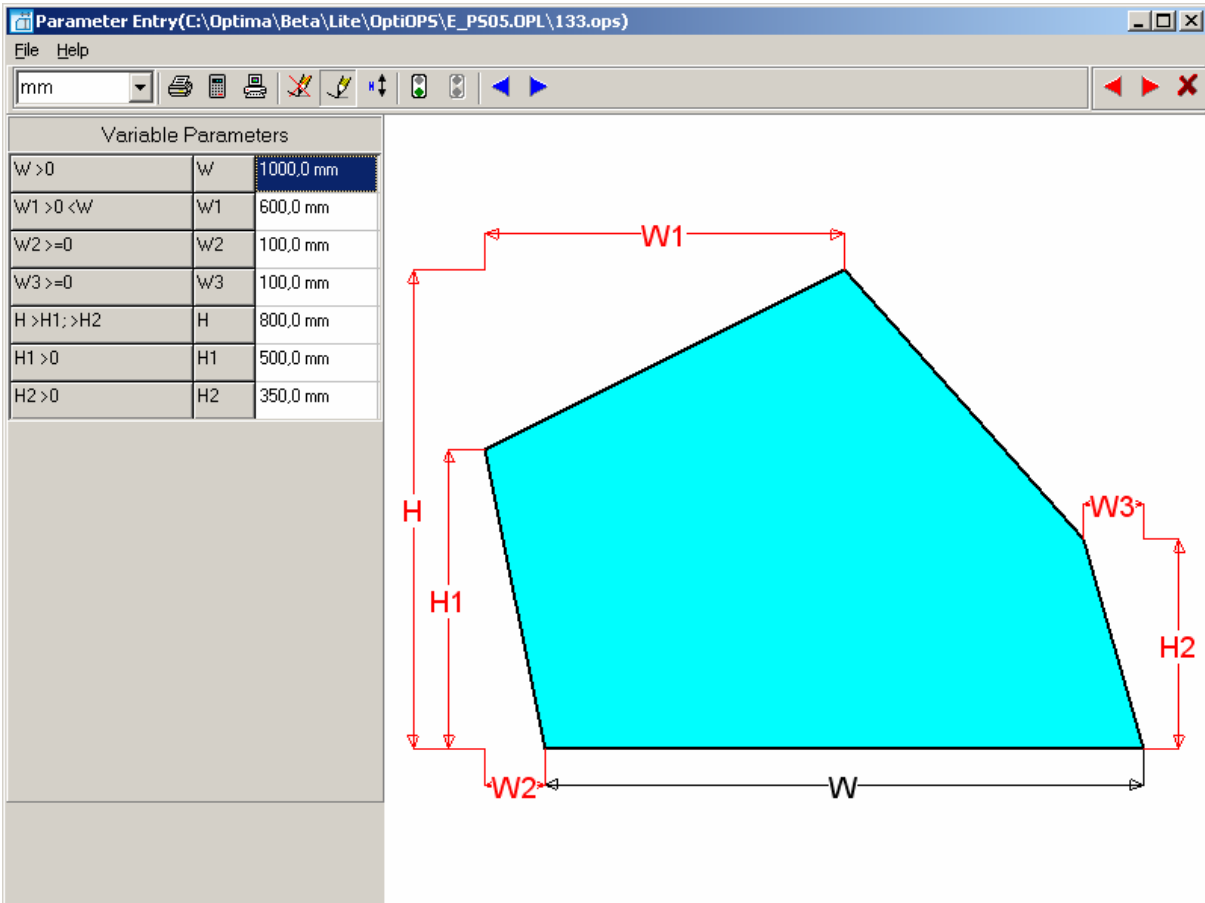 Parameter Entry(C:\Optima\Beta\Lite\OptiOPS\E_PS05.OPL\133.ops)
File Help
mm
Variable Parameters
W >0 W 1000,0 mm
W1 >0 <W W1 600,0 mm
W2 >=0 W2 100,0 mm
W3 >=0 W3 100,0 mm
H >H1; >H2 H 800,0 mm
H1 >0 H1 500,0 mm
H2 >0 H2 350,0 mm
W1
H
W3
H1
H2
W2
W